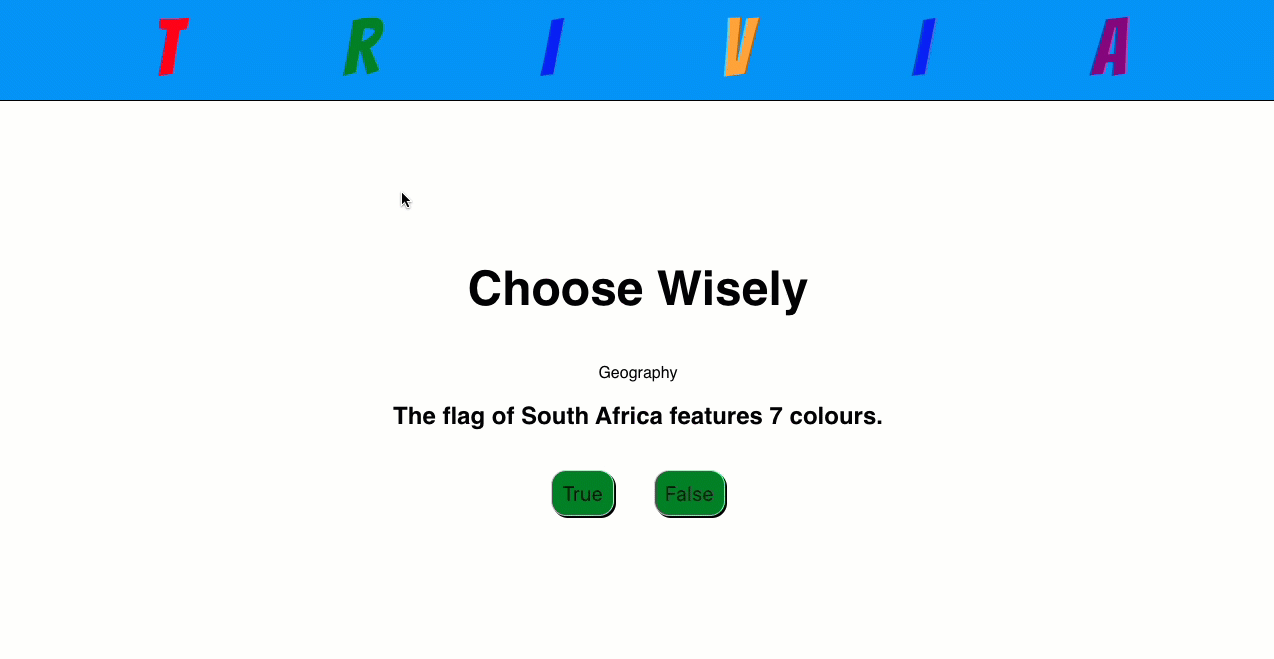 T R I V I A
Choose Wisely
Geography
The flag of South Africa features 7 colours.
True False